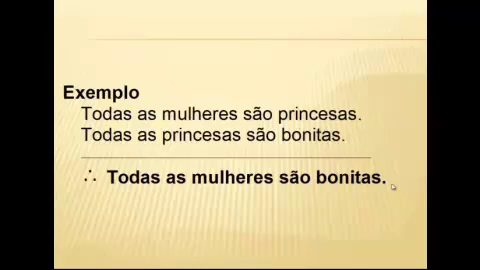 Exemplo
Todas as mulheres são princesas.
Todas as princesas são bonitas.
∴ Todas as mulheres são bonitas.